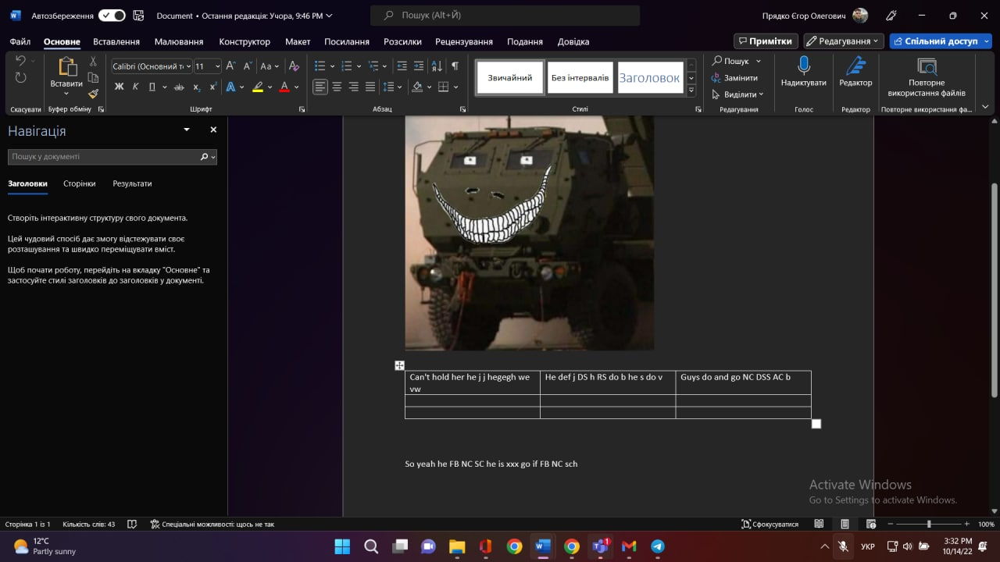 Автозбереження
Document • Остання редакція: Учора, 9:46 PM
Пошук (Alt+Й)
Прядко Єгор Олегович
Файл Основне Вставлення Малювання Конструктор Макет Посилання Розсилки Рецензування Подання Довідка
Примітки Редагування Спільний доступ
Вставити
Calibri (Основний т 11
Звичайний
Без інтервалів
Заголовок
Пошук
Замінити
Виділити
Надиктувати
Редактор
Повторне
використання файлів
Скасувати Буфер обміну Шрифт Абзац Стилі Редагування Голос Редактор Повторне використання фа...
Навігація
Пошук у документі
Заголовки Сторінки Результати
Створіть інтерактивну структуру свого документа.
Цей чудовий спосіб дає змогу відстежувати своє
розташування та швидко переміщувати вміст.
Щоб почати роботу, перейдіть на вкладку "Основне" та
застосуйте стилі заголовків до заголовків у документі.
Can't hold her he j j hegegh we
vw
He def j DS h RS do b he s do v
Guys do and go NC DSS AC b
So yeah he FB NC SC he is xxx go if FB NC sch
Activate Windows
Go to Settings to activate Windows.
Сторінка 1 із 1 Кількість слів: 43 Спеціальні можливості: щось не так
Сфокусуватися 100%
12°C
Partly sunny
1
УКР
3:32 PM
10/14/22